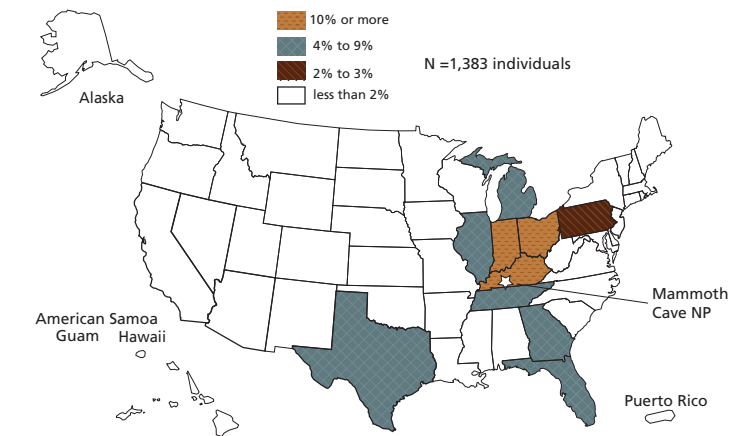 10% or more
4% to 9%
2% to 3%
less than 2%
N =1,383 individuals
Alaska
Mammoth
Cave NP
American Samoa
Guam Hawaii
Puerto Rico